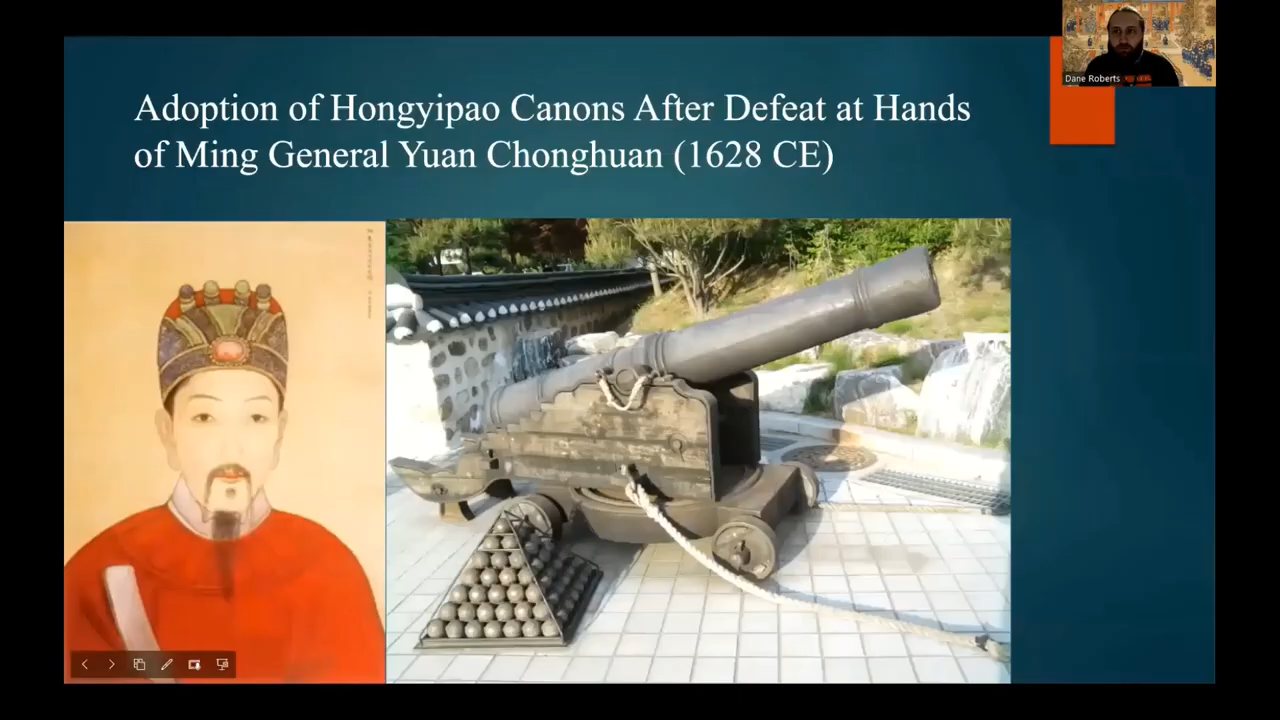 Adoption of Hongyipao Canons After Defeat at Hands
of Ming General Yuan Chonghuan (1628 CE)
Dane Roberts